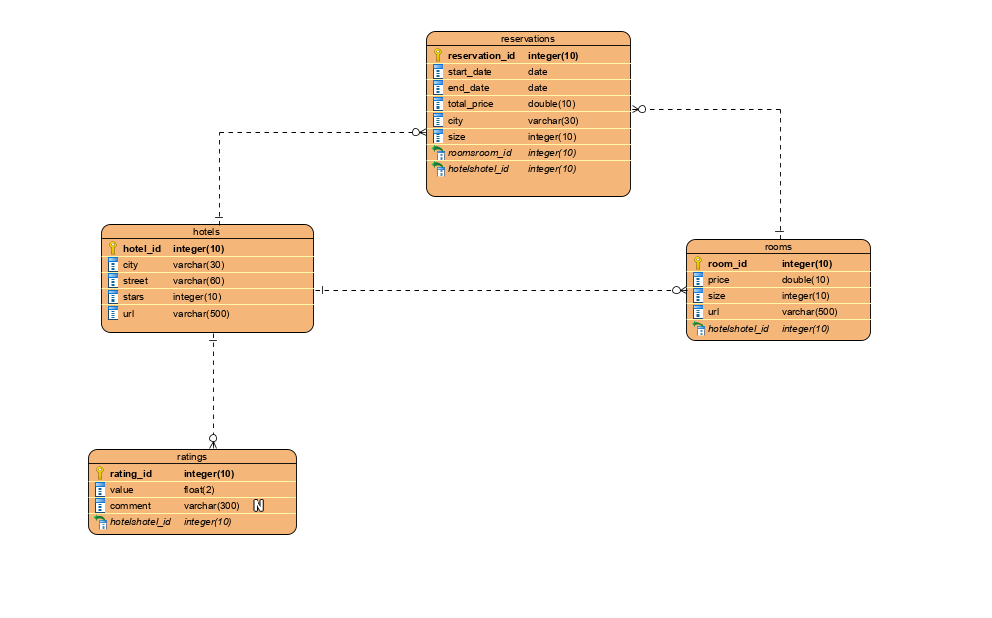 reservations
reservation_id integer(10)
start_date date
end_date date
total_price double(10)
city varchar(30)
size integer(10)
roomsroom_id integer(10)
hotelshotel_id integer(10)
hotels
hotel_id integer(10)
city varchar(30)
street varchar(60)
stars integer(10)
url varchar(500)
rooms
room_id integer(10)
price double(10)
size integer(10)
url varchar(500)
hotelshotel_id integer(10)
ratings
rating_id integer(10)
value float(2)
comment varchar(300) N
hotelshotel_id integer(10)